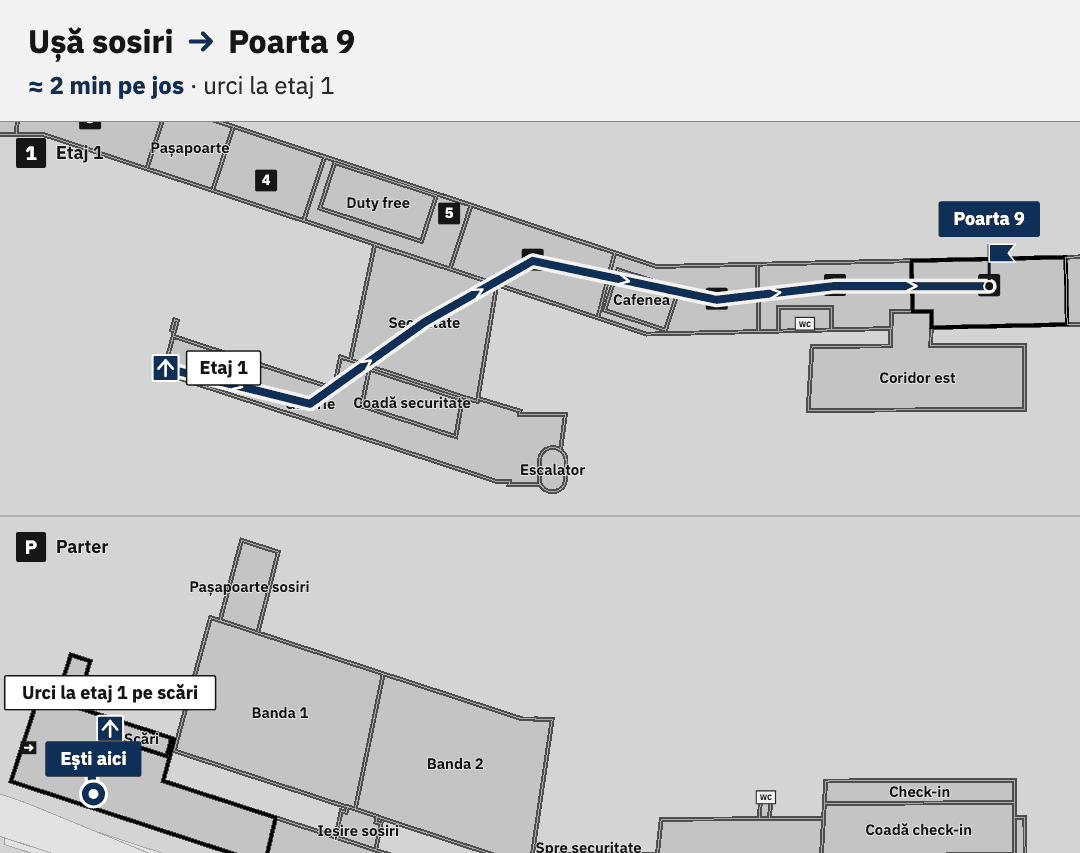 Ușă sosiri → Poarta 9
≈ 2 min pe jos · urci la etaj 1
1 Etaj 1
Pașapoarte
4
Duty free
5
Poarta 9
Cafenea
wc
Etaj 1
Coadă securitate
Coridor est
Escalator
P Parter
Pașapoarte sosiri
Urci la etaj 1 pe scări
Scări
Ești aici
Banda 1
Banda 2
Ieșire sosiri
Spre securitate
wc
Check-in
Coadă check-in